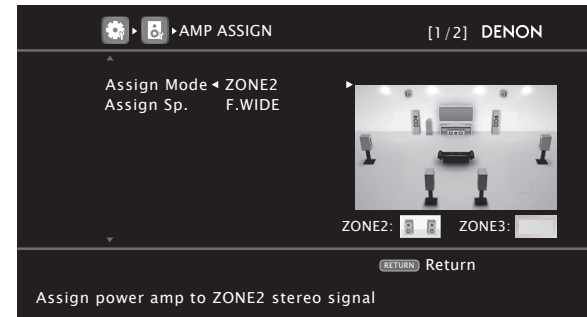 AMP ASSIGN [1/2] DENON
Assign Mode ZONE2
Assign Sp. F.WIDE
ZONE2: ZONE3:
RETURN Return
Assign power amp to ZONE2 stereo signal